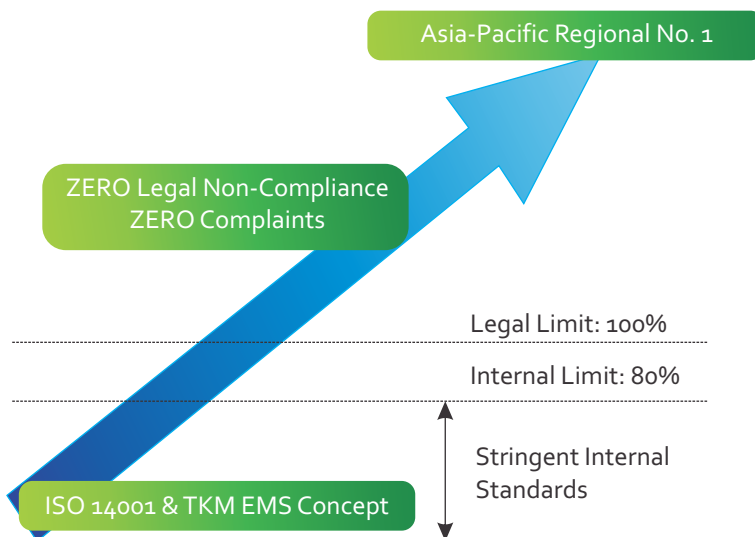 Asia-Pacific Regional No. 1
ZERO Legal Non-Compliance
ZERO Complaints
Legal Limit: 100%
Internal Limit: 80%
Stringent Internal
Standards
ISO 14001 & TKM EMS Concept